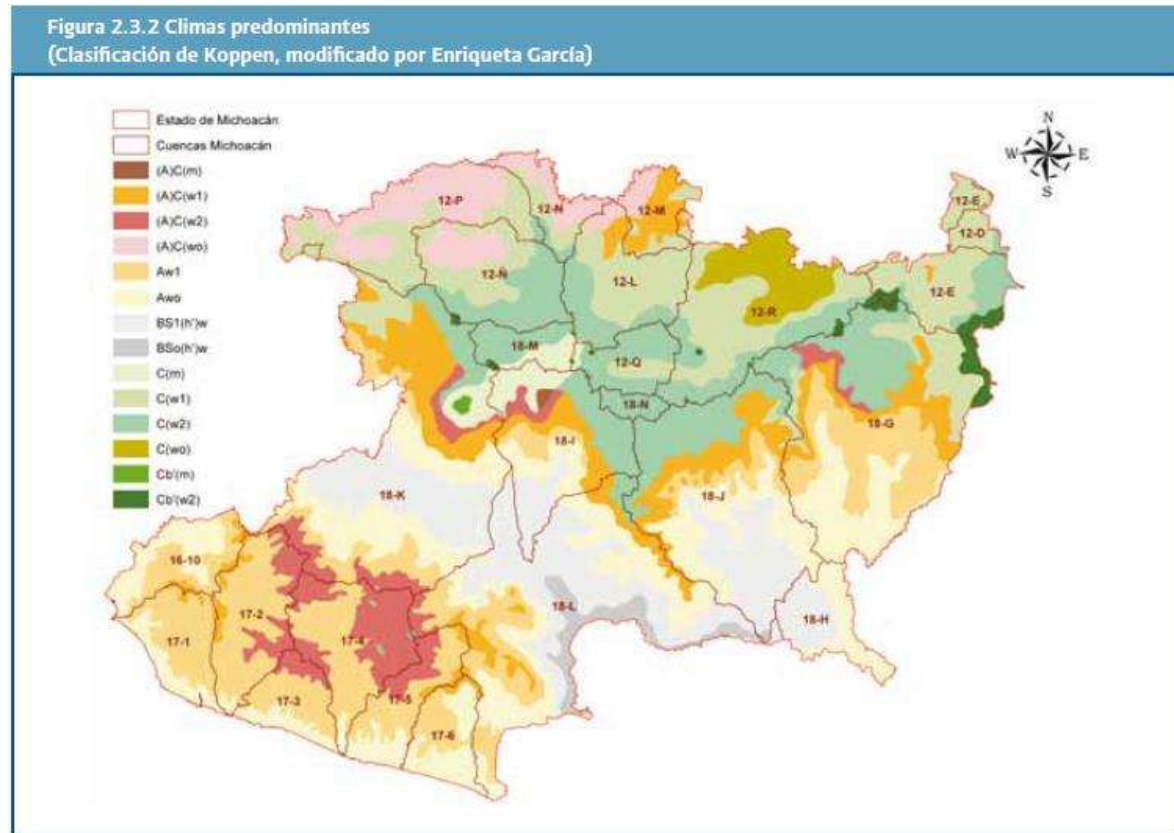 Figura 2.3.2 Climas predominantes
(Clasificación de Koppen, modificado por Enriqueta García)
Estado de Michoacán
Cuencas Michoacán
(A)C(m)
(A)C(w1)
(A)C(w2)
(A)C(wo)
Aw1
Awo
BS1(h')w
BSo(h')w
C(m)
C(w1)
C(w2)
C(wo)
Cb'(m)
Cb'(w2)
N
W E
S
12-P
12-N
12-M
12-E
12-D
12-Ñ
12-L
12-E
12-R
18-M
12-Q
18-N
18-G
18-I
18-K
18-J
16-10
17-2
18-L
18-H
17-1
17-4
17-3
17-5
17-6